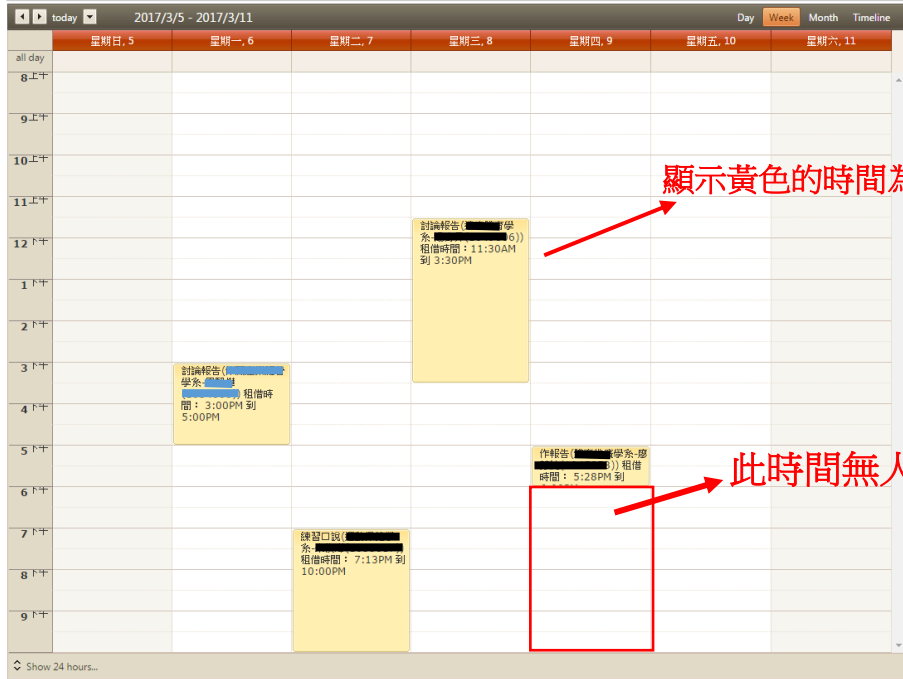 today 2017/3/5 - 2017/3/11 Day Week Month Timeline
星期日, 5 星期一, 6 星期二, 7 星期三, 8 星期四, 9 星期五, 10 星期六, 11
all day
8 上午
9 上午
10 上午
顯示黃色的時間為
11 上午
討論報告( 學
系- 6))
租借時間：11:30AM
到 3:30PM
12 下午
1 下午
2 下午
3 下午
討論報告(
學系-
租借時
間： 3:00PM 到
5:00PM
4 下午
5 下午
作報告( 學系-廖
)) 租借
時間： 5:28PM 到
此時間無人
6 下午
7 下午
練習口說(
系-
租借時間： 7:13PM 到
10:00PM
8 下午
9 下午
Show 24 hours...